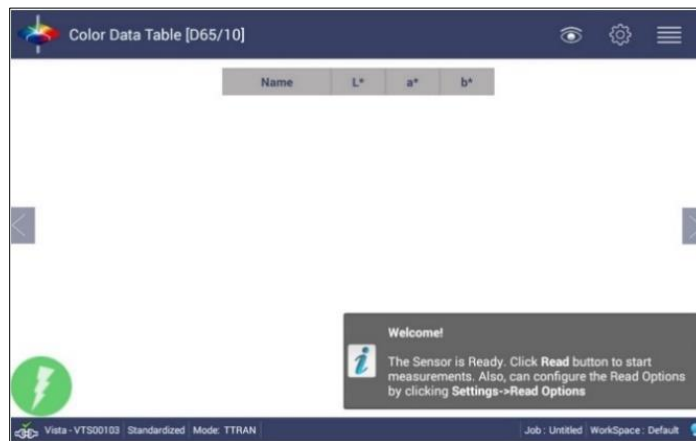 Color Data Table [D65/10]
Name L* a* b*
Welcome!
The Sensor is Ready. Click Read button to start
measurements. Also, can configure the Read Options
by clicking Settings->Read Options
Vista - VTS00103 Standardized Mode: TTRAN Job : Untitled WorkSpace : Default